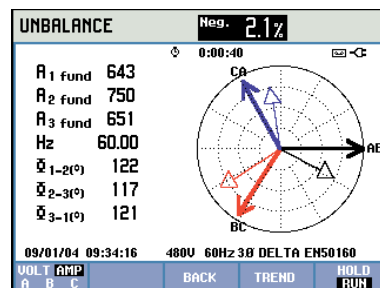 UNBALANCE Neg. 2.1%
0:00:40
A1 fund 643
A2 fund 750
A3 fund 651
Hz 60.00
Φ1-2(°) 122
Φ2-3(°) 117
Φ3-1(°) 121
CA
AB
BC
09/01/04 09:34:16 480V 60Hz 3Ø DELTA EN50160
VOLT AMP
A B C
BACK
TREND
HOLD
RUN